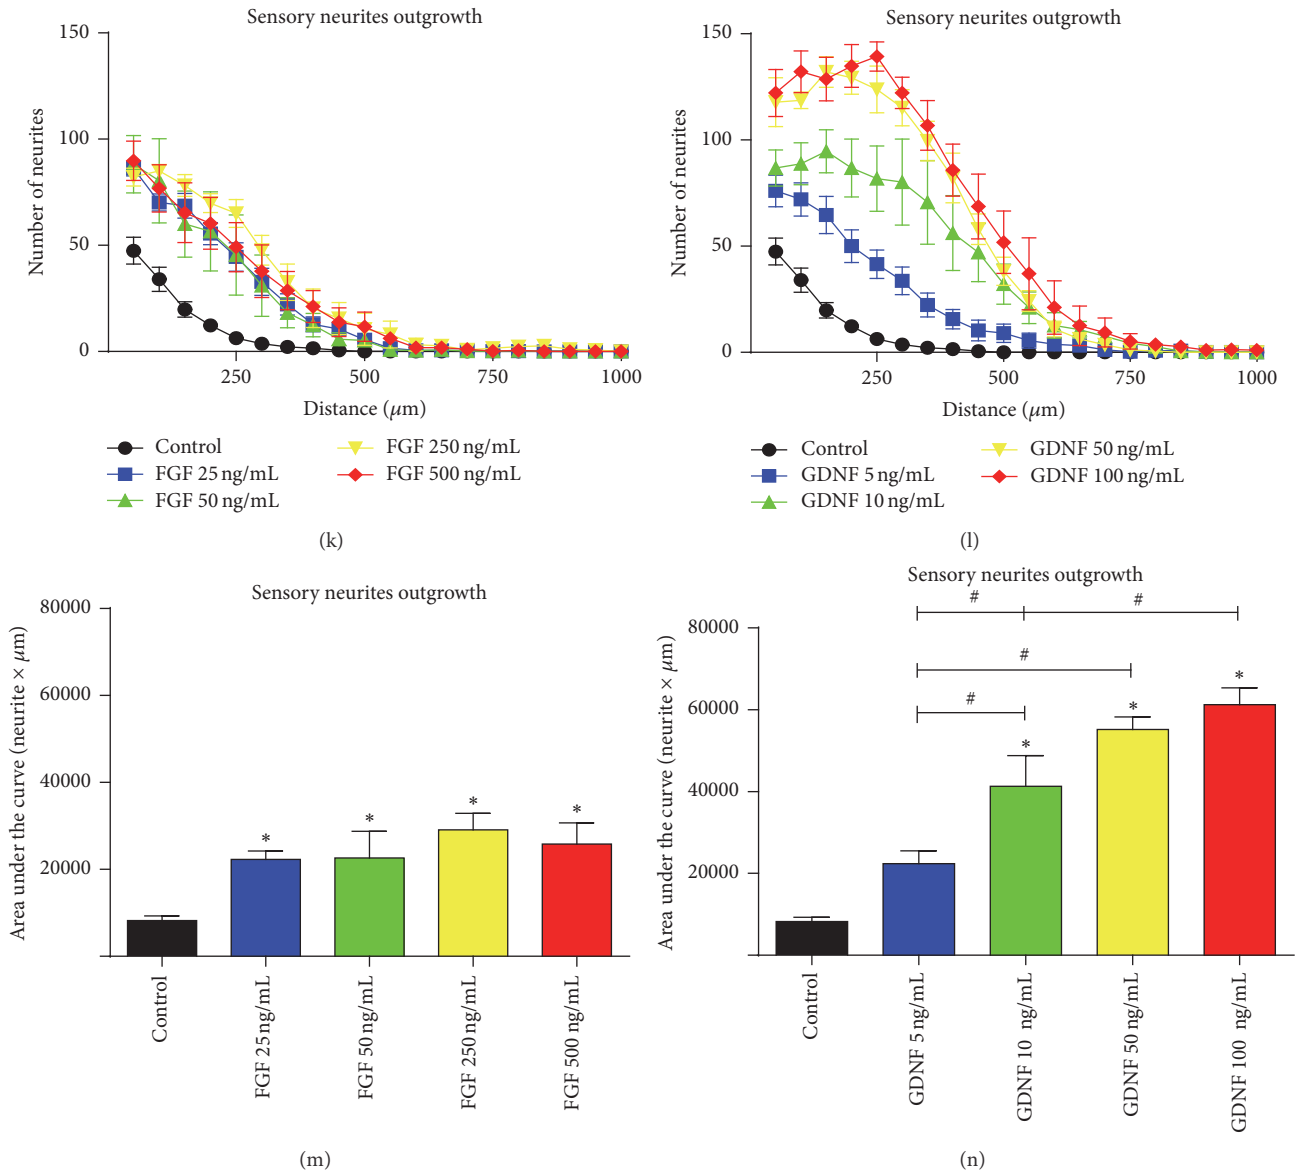 Sensory neurites outgrowth
Number of neurites
150
100
50
0
250
500
750
1000
Distance (μm)
Control
FGF 25 ng/mL
FGF 50 ng/mL
FGF 250 ng/mL
FGF 500 ng/mL
(k)
Sensory neurites outgrowth
Number of neurites
150
100
50
0
250
500
750
1000
Distance (μm)
Control
GDNF 5 ng/mL
GDNF 10 ng/mL
GDNF 50 ng/mL
GDNF 100 ng/mL
(l)
Sensory neurites outgrowth
Area under the curve (neurite × μm)
80000
60000
40000
20000
*
*
*
*
Control
FGF 25 ng/mL
FGF 50 ng/mL
FGF 250 ng/mL
FGF 500 ng/mL
(m)
Sensory neurites outgrowth
Area under the curve (neurite × μm)
80000
60000
40000
20000
# #
#
#
*
*
*
Control
GDNF 5 ng/mL
GDNF 10 ng/mL
GDNF 50 ng/mL
GDNF 100 ng/mL
(n)